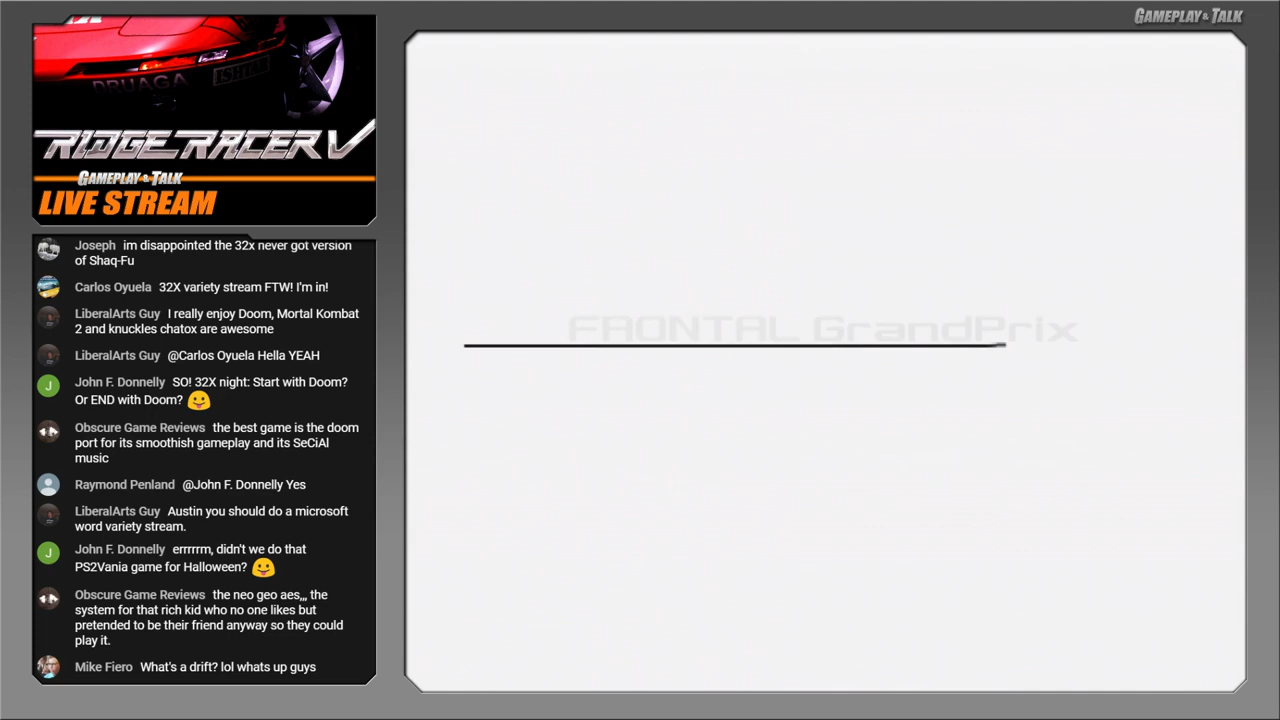 GAMEPLAY & TALK
DRUAGA
ISHTAR
RIDGE RACER V
GAMEPLAY & TALK
LIVE STREAM
Joseph im disappointed the 32x never got version
of Shaq-Fu
Carlos Oyuela 32X variety stream FTW! I'm in!
LiberalArts Guy I really enjoy Doom, Mortal Kombat
2 and knuckles chatox are awesome
LiberalArts Guy @Carlos Oyuela Hella YEAH
John F. Donnelly SO! 32X night: Start with Doom?
Or END with Doom? 😛
Obscure Game Reviews the best game is the doom
port for its smoothish gameplay and its SeCiAl
music
Raymond Penland @John F. Donnelly Yes
LiberalArts Guy Austin you should do a microsoft
word variety stream.
J
John F. Donnelly errrrrm, didn't we do that
PS2Vania game for Halloween? 😛
Obscure Game Reviews the neo geo aes,,, the
system for that rich kid who no one likes but
pretended to be their friend anyway so they could
play it.
Mike Fiero What's a drift? lol whats up guys
FRONTAL GrandPrix